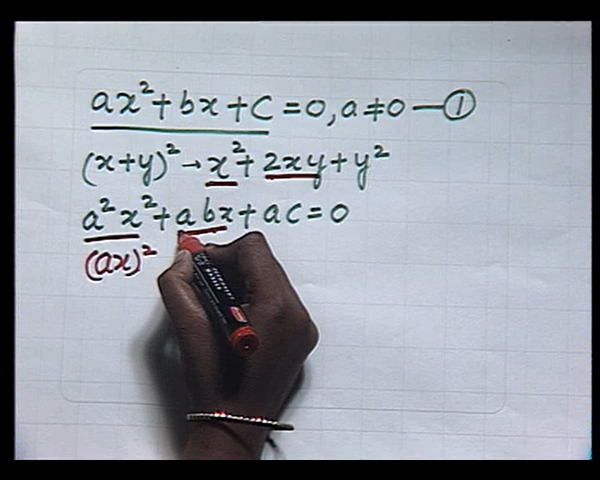 ax²+bx+c=0, a≠0 —①
(x+y)²→x²+2xy+y²
a²x²+abx+ac=0
(ax)²